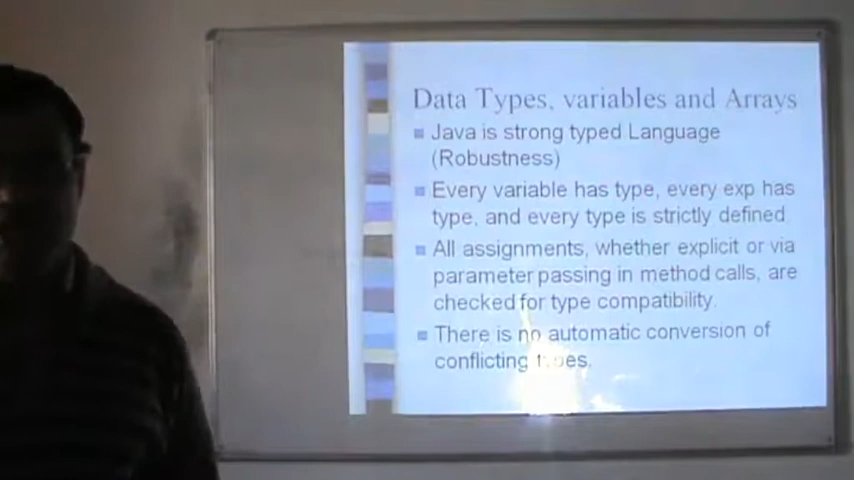 Data Types, variables and Arrays
Java is strong typed Language
(Robustness)
Every variable has type, every exp has
type, and every type is strictly defined
All assignments, whether explicit or via
parameter passing in method calls, are
checked for type compatibility.
There is no automatic conversion of
conflicting types.